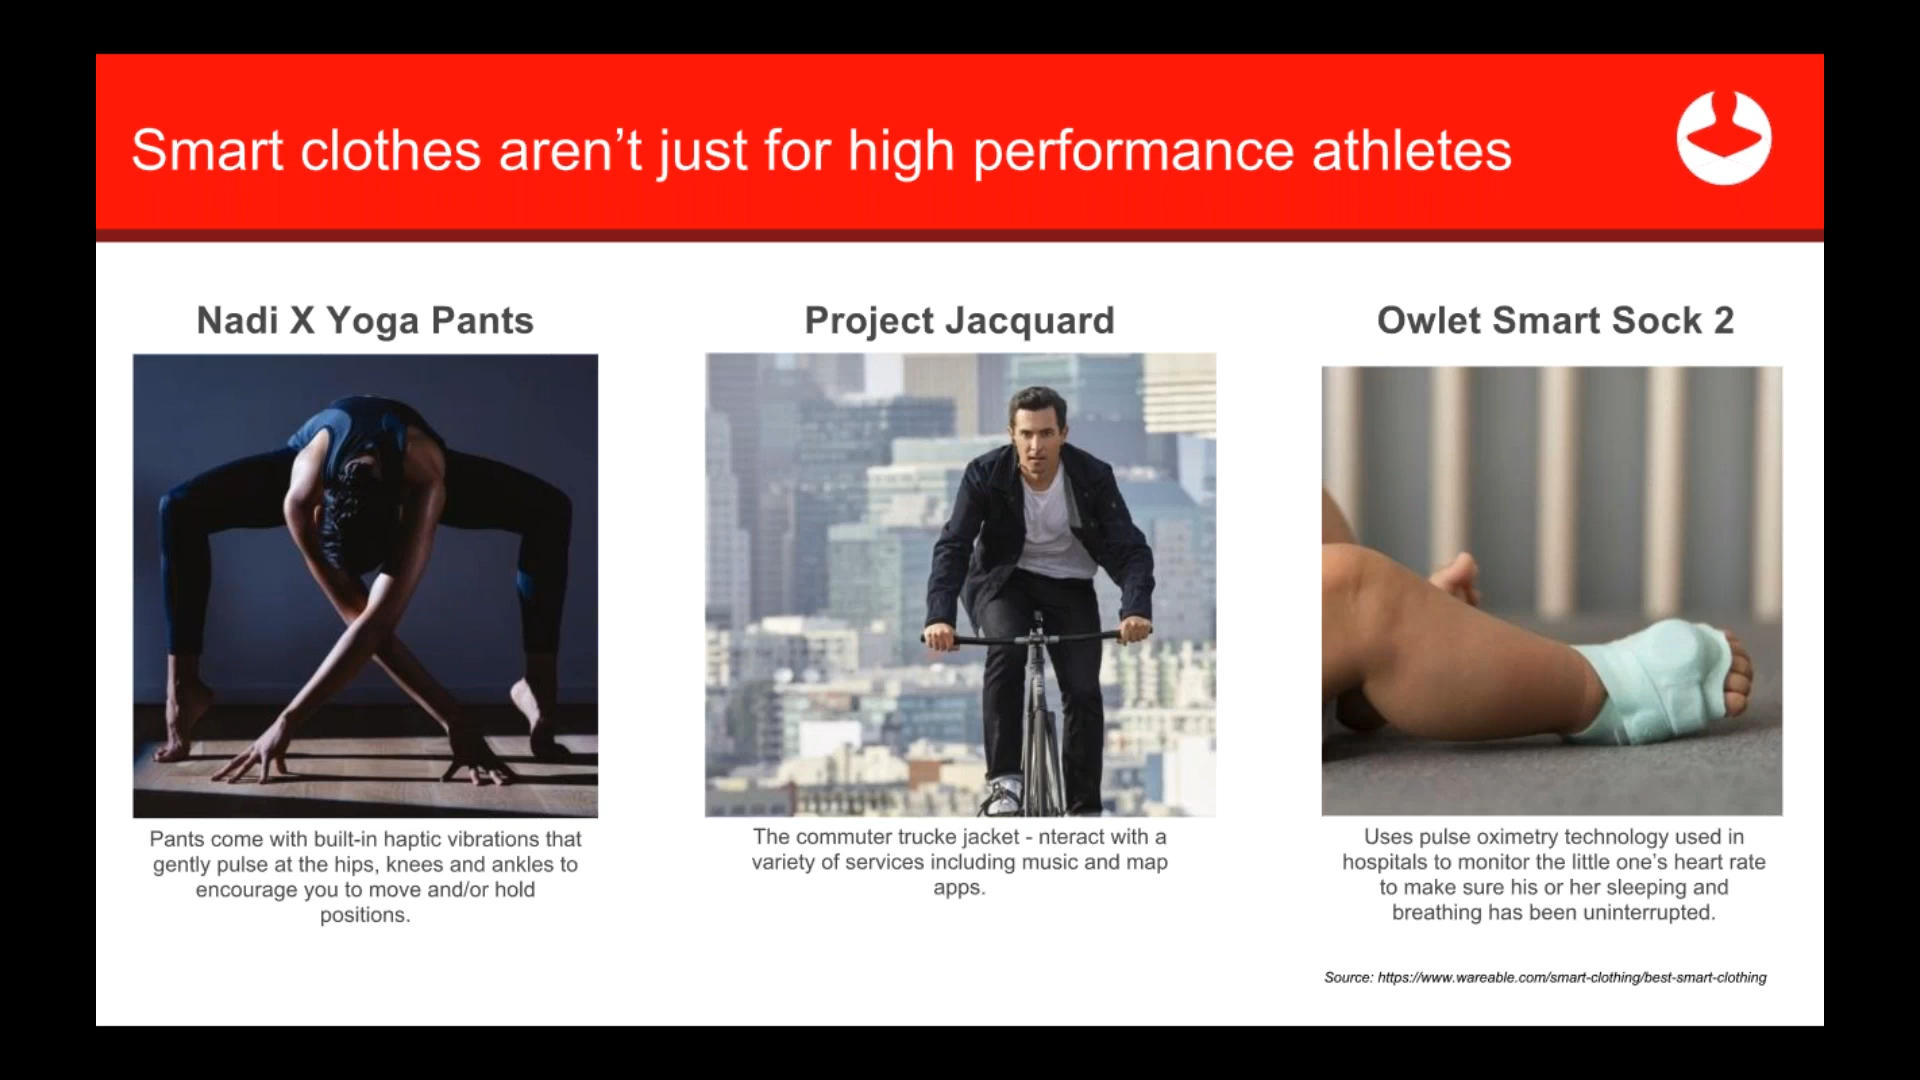 Smart clothes aren’t just for high performance athletes
Nadi X Yoga Pants
Pants come with built-in haptic vibrations that
gently pulse at the hips, knees and ankles to
encourage you to move and/or hold
positions.
Project Jacquard
The commuter trucke jacket - nteract with a
variety of services including music and map
apps.
Owlet Smart Sock 2
Uses pulse oximetry technology used in
hospitals to monitor the little one’s heart rate
to make sure his or her sleeping and
breathing has been uninterrupted.
Source: https://www.wareable.com/smart-clothing/best-smart-clothing